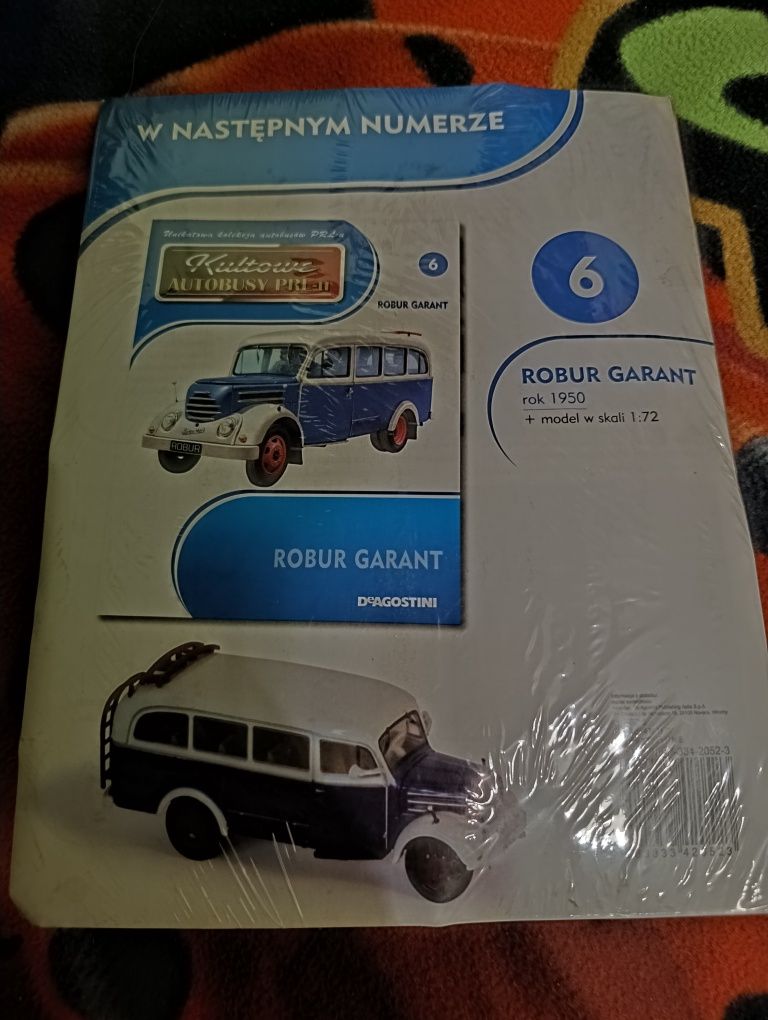 W NASTĘPNYM NUMERZE
Unikatowa kolekcja autobusów PRL-u
Kultowe
AUTOBUSY PRL-u
6
ROBUR GARANT
ROBUR
ROBUR GARANT
DeAGOSTINI
6
ROBUR GARANT
rok 1950
+ model w skali 1:72